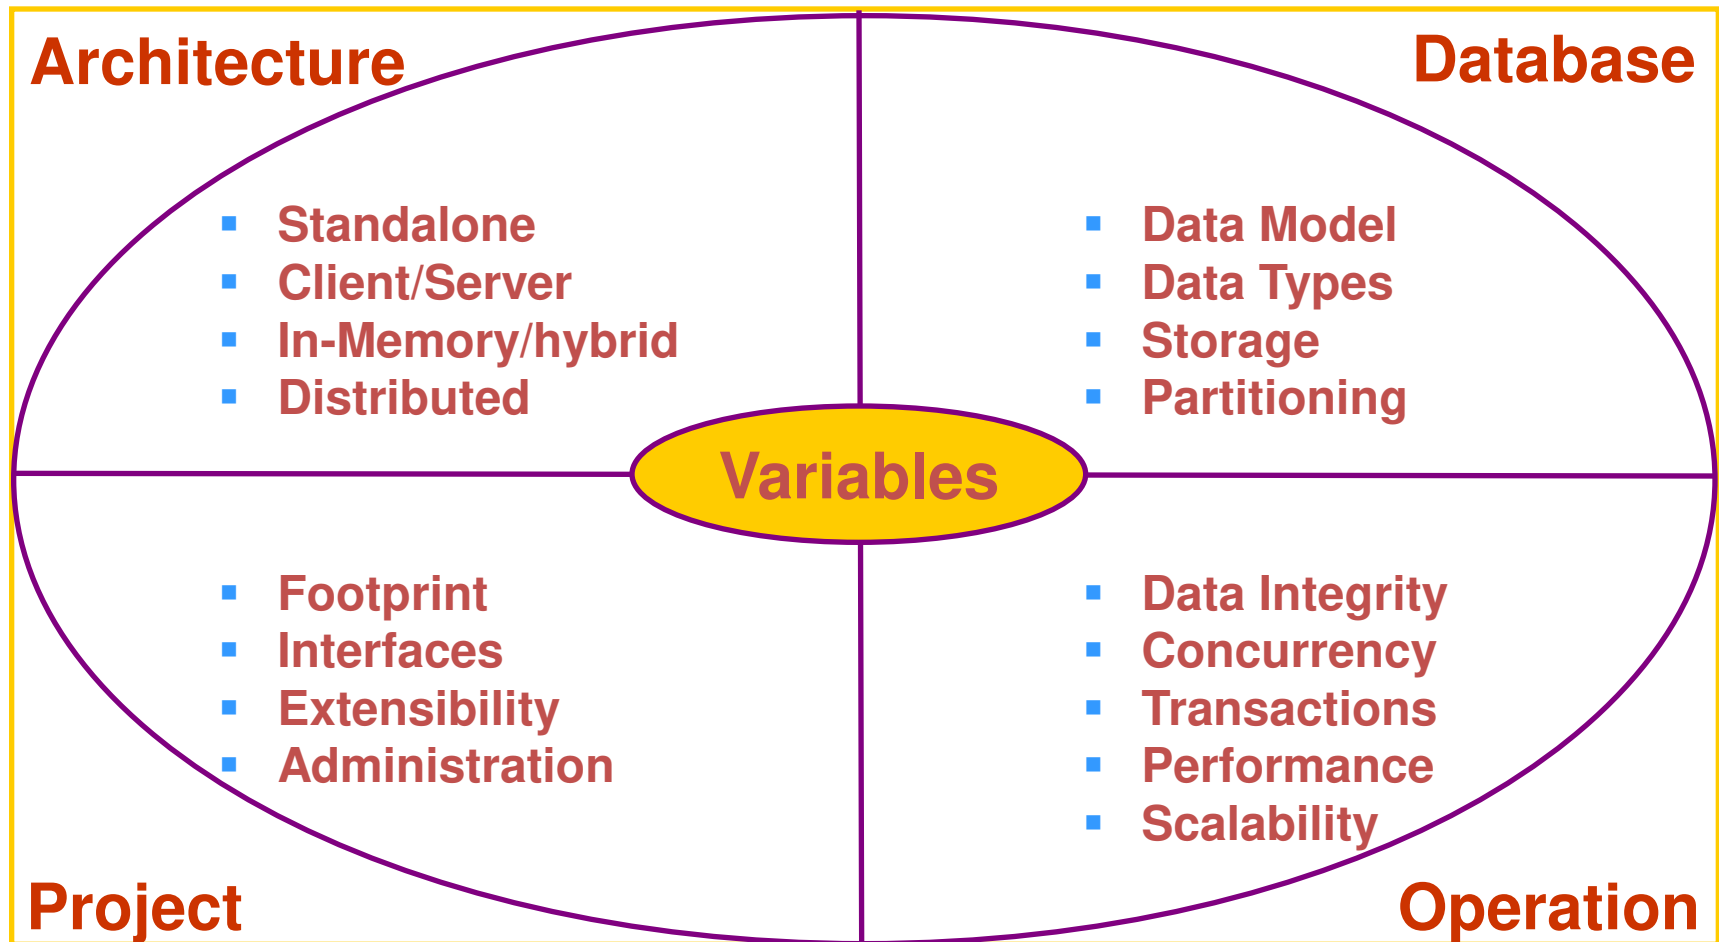 Architecture
Database
Standalone
Client/Server
In-Memory/hybrid
Distributed
Data Model
Data Types
Storage
Partitioning
Variables
Footprint
Interfaces
Extensibility
Administration
Data Integrity
Concurrency
Transactions
Performance
Scalability
Project
Operation